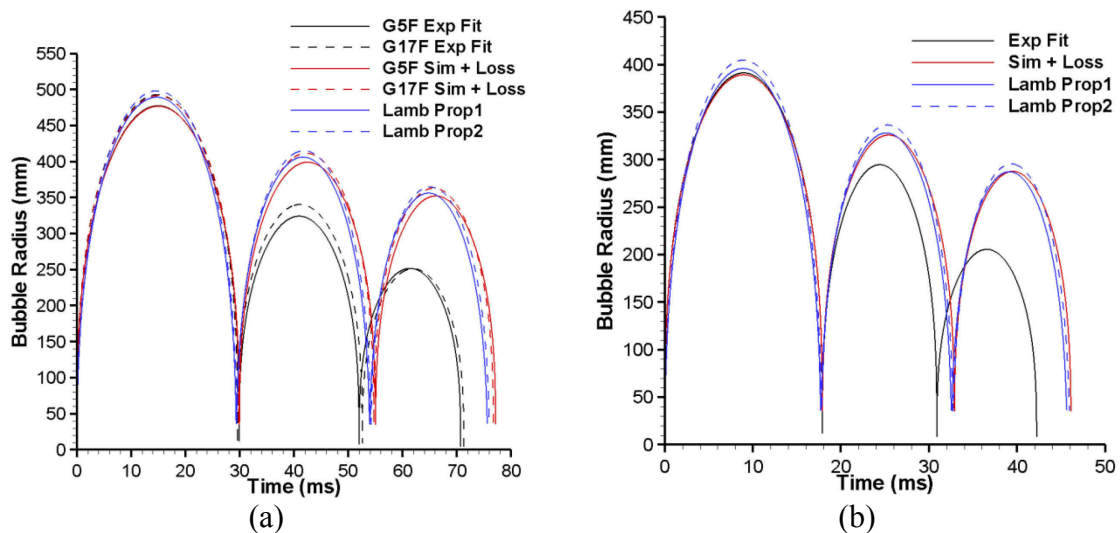 G5F Exp Fit
G17F Exp Fit
G5F Sim + Loss
G17F Sim + Loss
Lamb Prop1
Lamb Prop2
Bubble Radius (mm)
550
500
450
400
350
300
250
200
150
100
50
0
0 10 20 30 40 50 60 70 80
Time (ms)
(a)
Exp Fit
Sim + Loss
Lamb Prop1
Lamb Prop2
Bubble Radius (mm)
450
400
350
300
250
200
150
100
50
0
0 10 20 30 40 50
Time (ms)
(b)